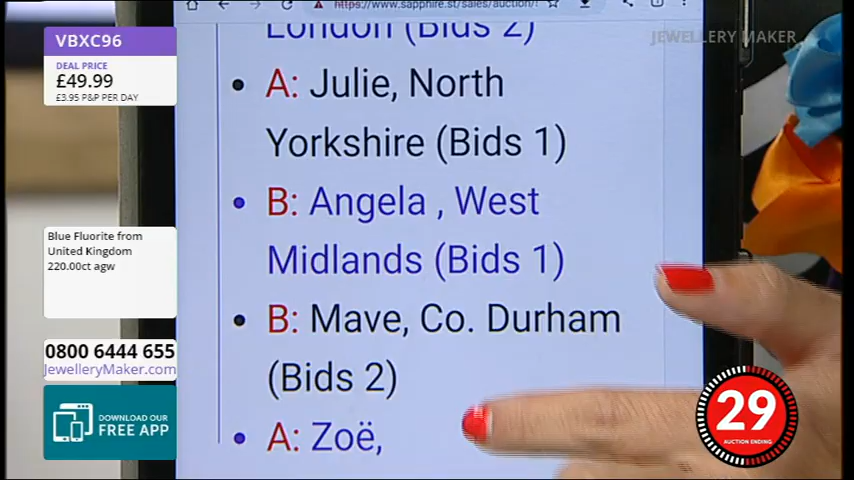 https://www.sapphire.st/sales/auction/
London (Bids 2)
JEWELLERY MAKER
VBXC96
DEAL PRICE
£49.99
£3.95 P&P PER DAY
A: Julie, North
Yorkshire (Bids 1)
B: Angela , West
Midlands (Bids 1)
Blue Fluorite from
United Kingdom
220.00ct agw
B: Mave, Co. Durham
(Bids 2)
0800 6444 655
JewelleryMaker.com
DOWNLOAD OUR
FREE APP
A: Zoë,
29
AUCTION ENDING